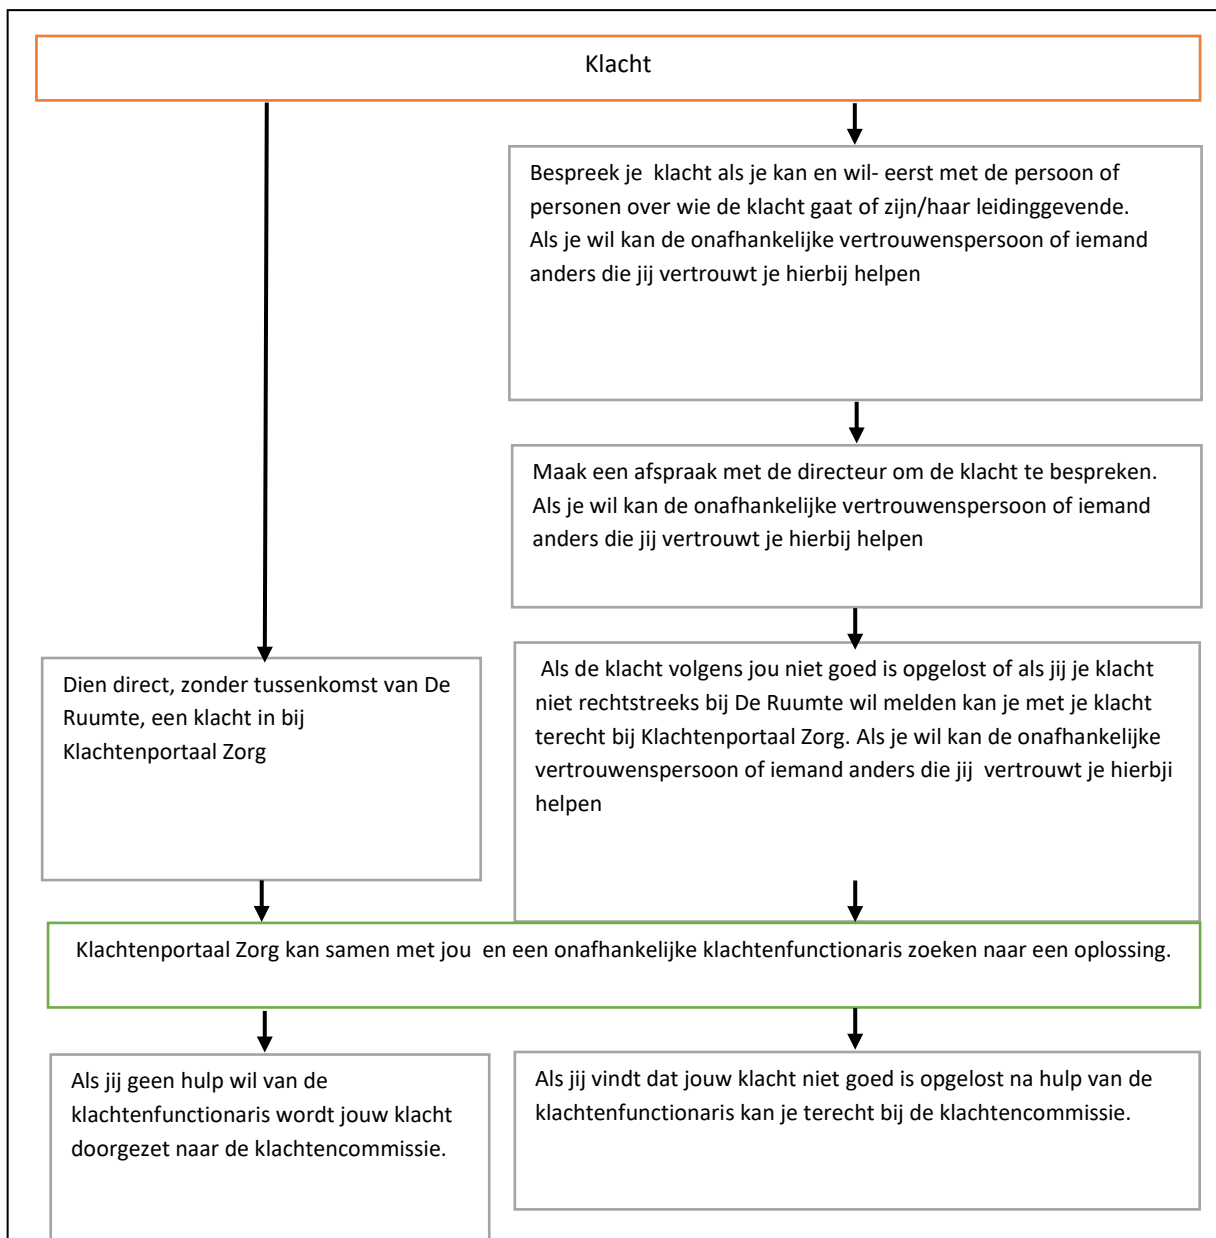 Klacht
Bespreek je  klacht als je kan en wil- eerst met de persoon of
personen over wie de klacht gaat of zijn/haar leidinggevende.
Als je wil kan de onafhankelijke vertrouwenspersoon of iemand
anders die jij vertrouwt je hierbij helpen
Maak een afspraak met de directeur om de klacht te bespreken.
Als je wil kan de onafhankelijke vertrouwenspersoon of iemand
anders die jij vertrouwt je hierbij helpen
Dien direct, zonder tussenkomst van De
Ruumte, een klacht in bij
Klachtenportaal Zorg
Als de klacht volgens jou niet goed is opgelost of als jij je klacht
niet rechtstreeks bij De Ruumte wil melden kan je met je klacht
terecht bij Klachtenportaal Zorg. Als je wil kan de onafhankelijke
vertrouwenspersoon of iemand anders die jij  vertrouwt je hierbji
helpen
Klachtenportaal Zorg kan samen met jou  en een onafhankelijke klachtenfunctionaris zoeken naar een oplossing.
Als jij geen hulp wil van de
klachtenfunctionaris wordt jouw klacht
doorgezet naar de klachtencommissie.
Als jij vindt dat jouw klacht niet goed is opgelost na hulp van de
klachtenfunctionaris kan je terecht bij de klachtencommissie.